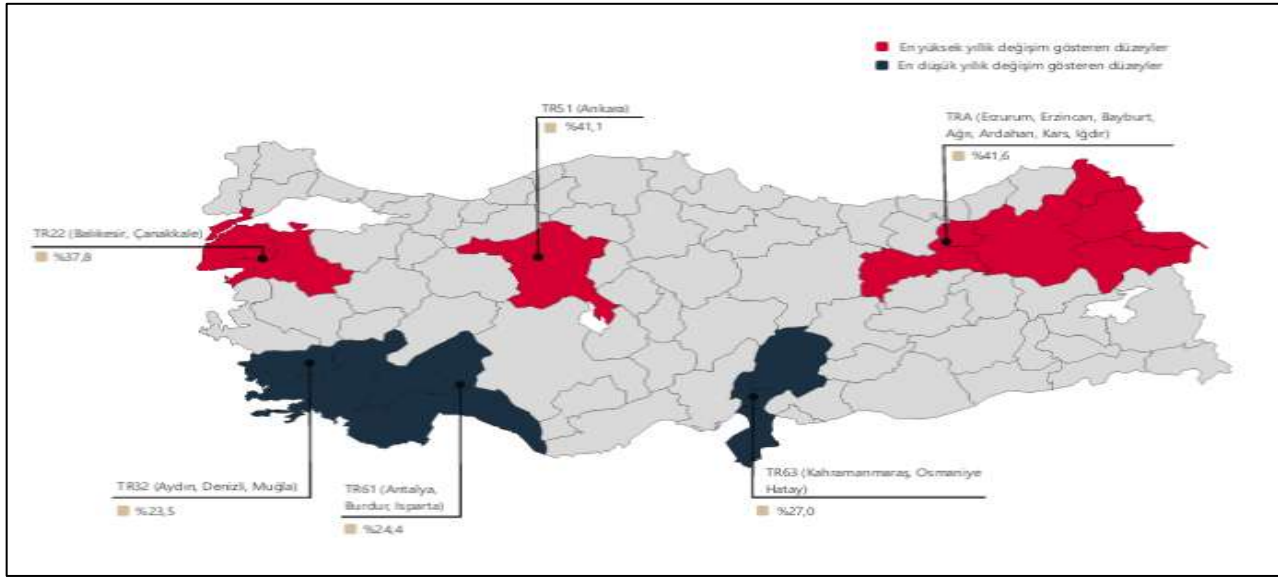 En yüksek yıllık değişim gösteren düzeyler
En düşük yıllık değişim gösteren düzeyler
TR51 (Ankara)
%41,1
TRA (Erzurum, Erzincan, Bayburt,
Ağrı, Ardahan, Kars, Iğdır)
%41,6
TR22 (Balıkesir, Çanakkale)
%37,8
TR32 (Aydın, Denizli, Muğla)
%23,5
TR61 (Antalya,
Burdur, Isparta)
%24,4
TR63 (Kahramanmaraş, Osmaniye
Hatay)
%27,0